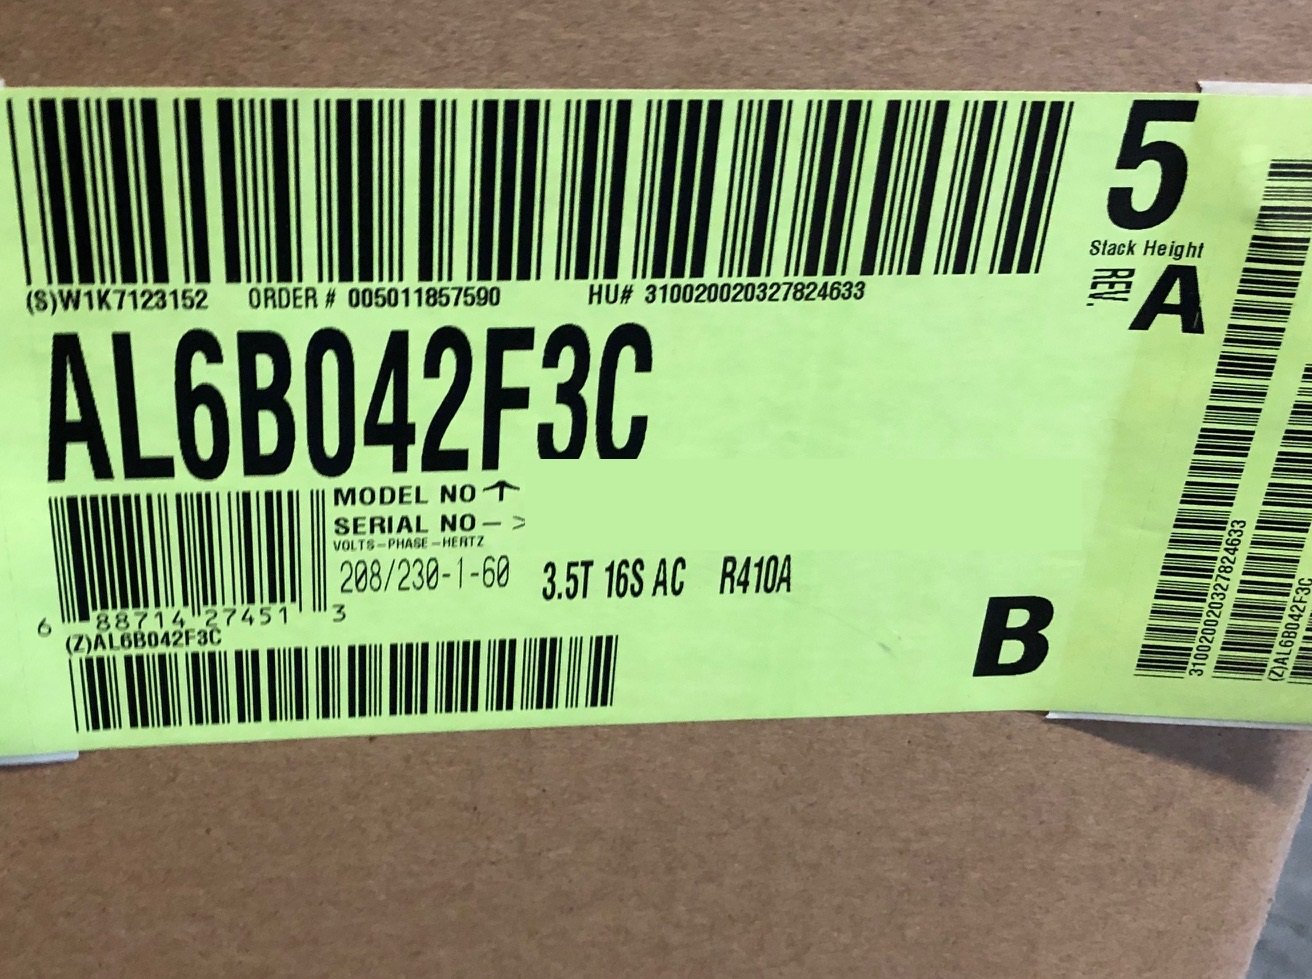 5
Stack Height
REV. A
(S)W1K7123152 ORDER # 005011857590 HU# 310020020327824633
AL6B042F3C
MODEL NO ↑
SERIAL NO - >
VOLTS-PHASE-HERTZ
208/230-1-60 3.5T 16S AC R410A
6 88714 27451 3
(Z)AL6B042F3C
B
310020020327824633
(Z)AL6B042F3C